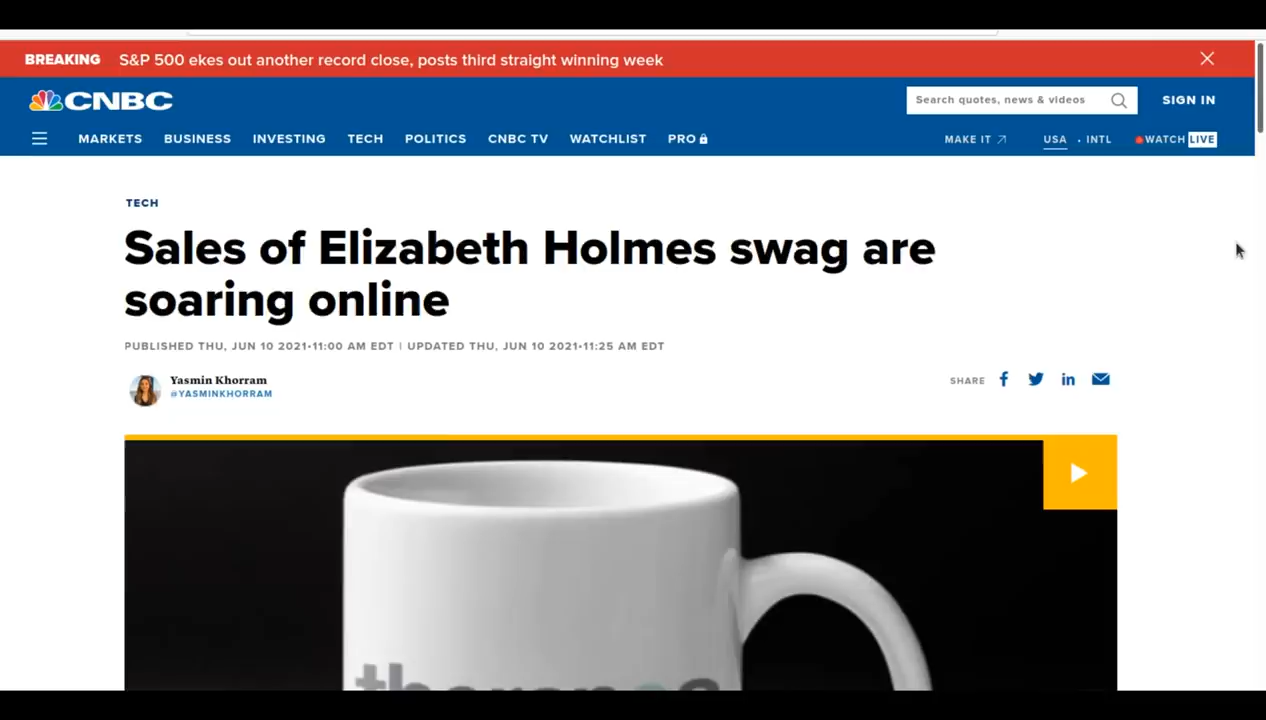 BREAKING S&P 500 ekes out another record close, posts third straight winning week
CNBC
Search quotes, news & videos
SIGN IN
MARKETS BUSINESS INVESTING TECH POLITICS CNBC TV WATCHLIST PRO
MAKE IT USA · INTL WATCH LIVE
TECH
Sales of Elizabeth Holmes swag are
soaring online
PUBLISHED THU, JUN 10 2021·11:00 AM EDT | UPDATED THU, JUN 10 2021·11:25 AM EDT
Yasmin Khorram
@YASMINKHORRAM
SHARE
theranos